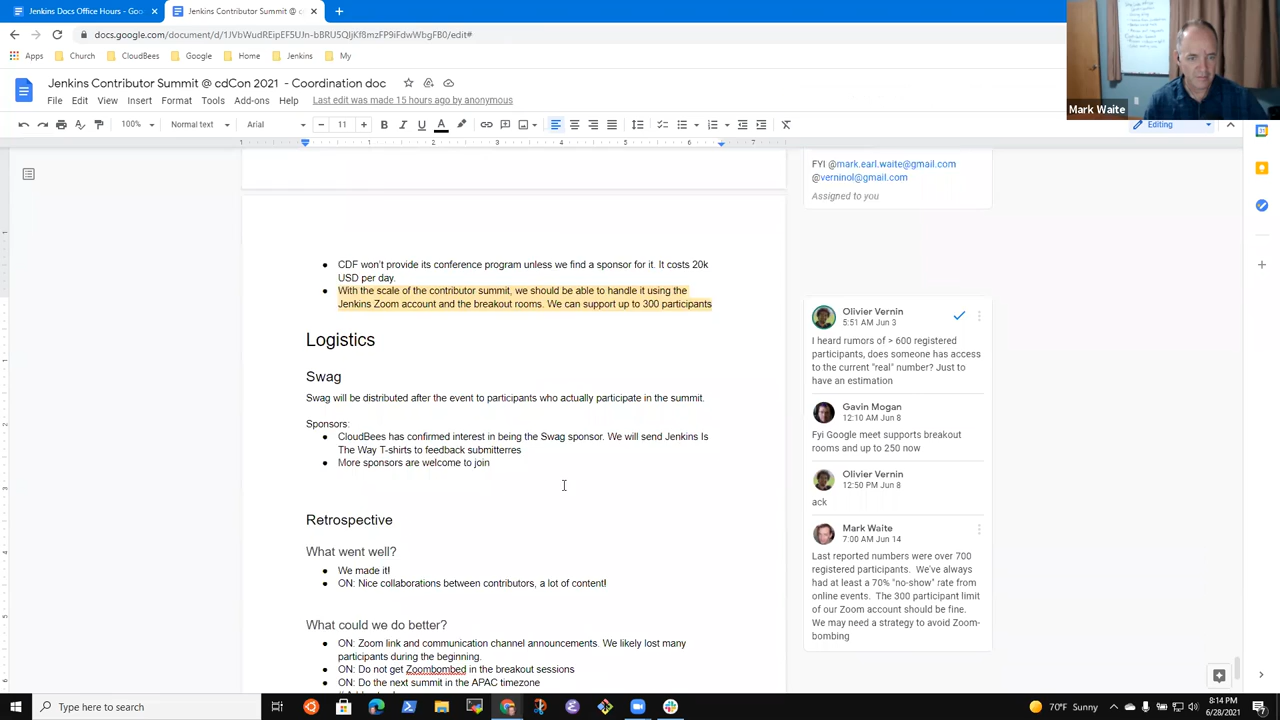 Jenkins Docs Office Hours - Goo
Jenkins Contributor Summit @ cdCon 2021
Apps
Church
CloudBees
Google
Home
Jenkins
My
Jenkins Contributor Summit @ cdCon 2021 - Coordination doc
File Edit View Insert Format Tools Add-ons Help Last edit was made 15 hours ago by anonymous
100% Normal text Arial 11
Editing
Mark Waite
FYI @mark.earl.waite@gmail.com
@verninol@gmail.com
Assigned to you
• CDF won't provide its conference program unless we find a sponsor for it. It costs 20k
USD per day.
• With the scale of the contributor summit, we should be able to handle it using the
Jenkins Zoom account and the breakout rooms. We can support up to 300 participants
Logistics
Swag
Swag will be distributed after the event to participants who actually participate in the summit.
Sponsors:
• CloudBees has confirmed interest in being the Swag sponsor. We will send Jenkins Is
The Way T-shirts to feedback submitterres
• More sponsors are welcome to join
Retrospective
What went well?
• We made it!
• ON: Nice collaborations between contributors, a lot of content!
What could we do better?
• ON: Zoom link and communication channel announcements. We likely lost many
participants during the beginning.
• ON: Do not get Zoombombed in the breakout sessions
• ON: Do the next summit in the APAC timezone
Olivier Vernin
5:51 AM Jun 3
I heard rumors of > 600 registered
participants, does someone has access
to the current "real" number? Just to
have an estimation
Gavin Mogan
12:10 AM Jun 8
Fyi Google meet supports breakout
rooms and up to 250 now
Olivier Vernin
12:50 PM Jun 8
ack
Mark Waite
7:00 AM Jun 14
Last reported numbers were over 700
registered participants. We've always
had at least a 70% "no-show" rate from
online events. The 300 participant limit
of our Zoom account should be fine.
We may need a strategy to avoid Zoom-
bombing
Type here to search
70°F Sunny
8:14 PM
6/28/2021